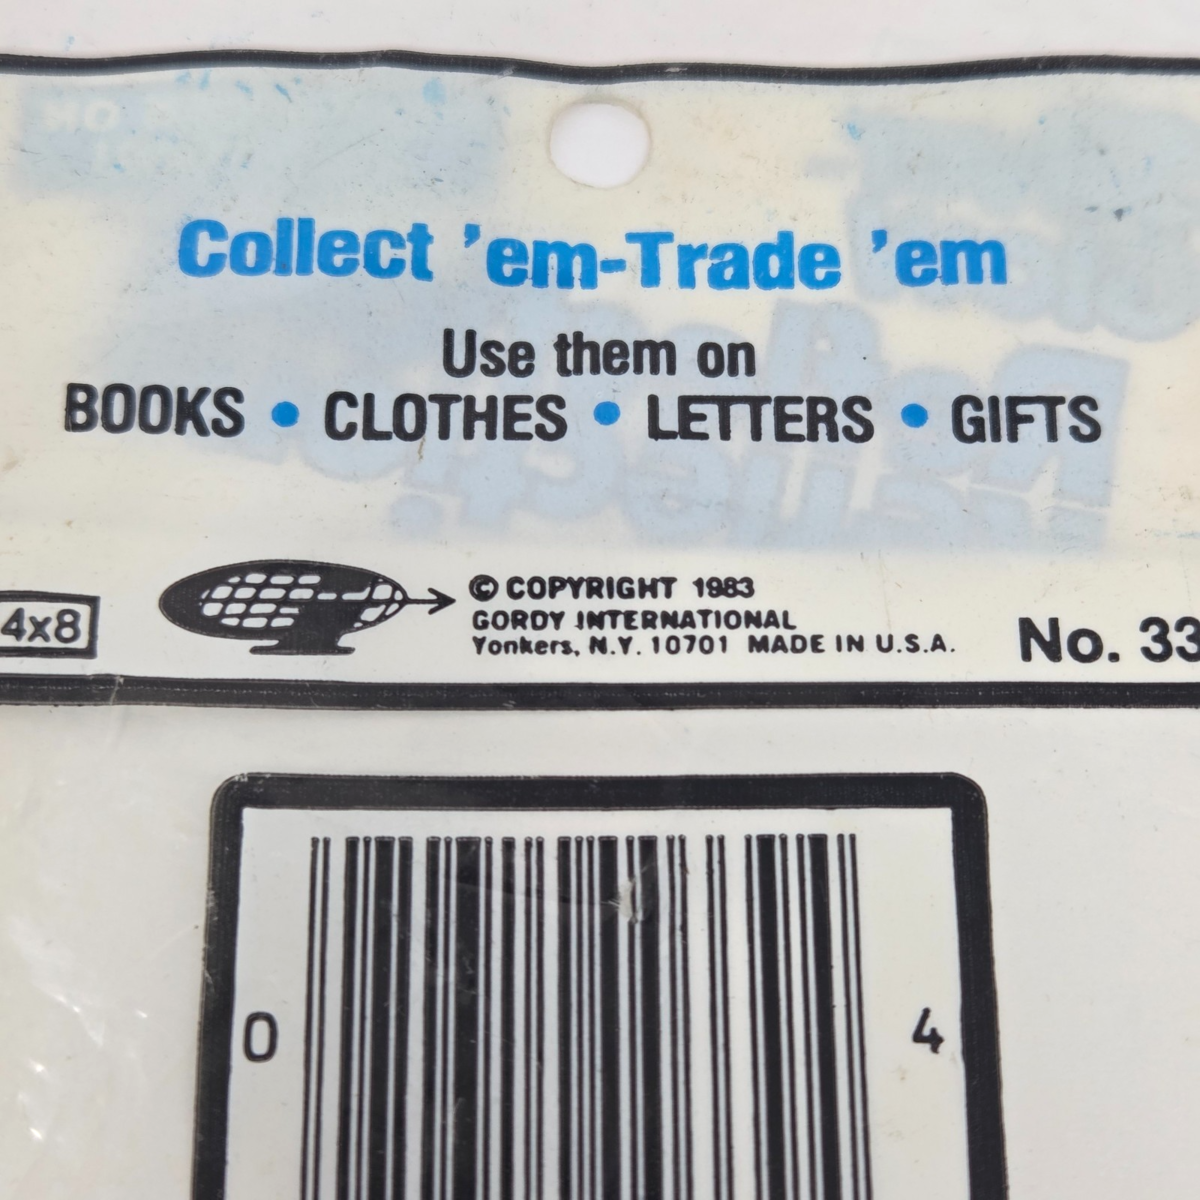 Collect 'em-Trade 'em
Use them on
BOOKS • CLOTHES • LETTERS • GIFTS
4x8
© COPYRIGHT 1983
GORDY INTERNATIONAL
Yonkers, N.Y. 10701 MADE IN U.S.A.
No. 33
0 4